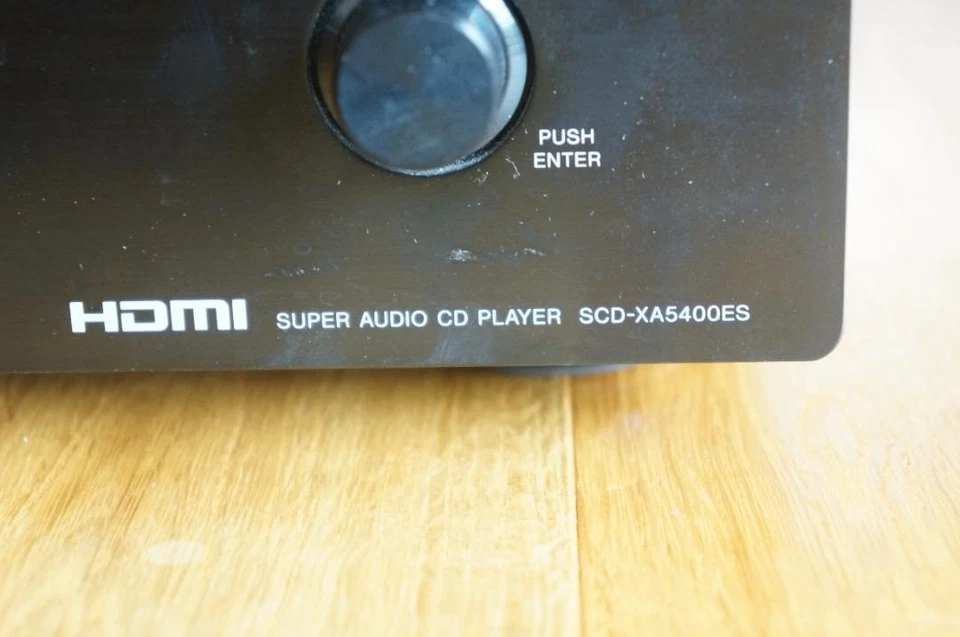 PUSH
ENTER
HDMI SUPER AUDIO CD PLAYER SCD-XA5400ES